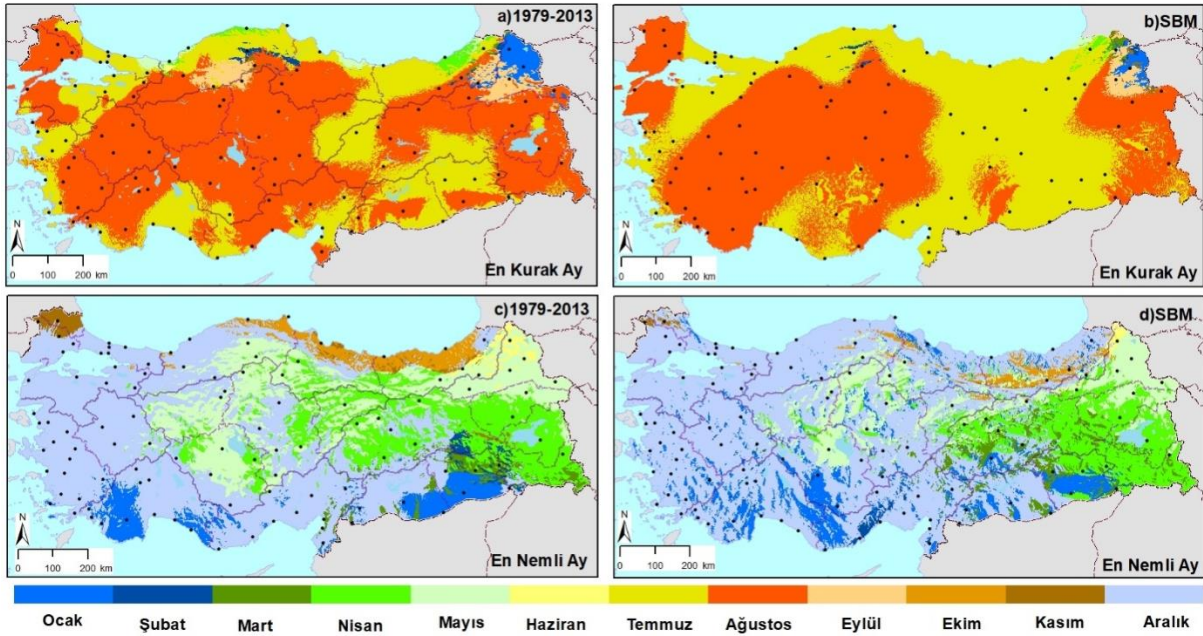 a)1979-2013
N
0 100 200 km
En Kurak Ay
b)SBM
N
0 100 200 km
En Kurak Ay
c)1979-2013
N
0 100 200 km
En Nemli Ay
d)SBM
N
0 100 200 km
En Nemli Ay
Ocak Şubat Mart Nisan Mayıs Haziran Temmuz Ağustos Eylül Ekim Kasım Aralık